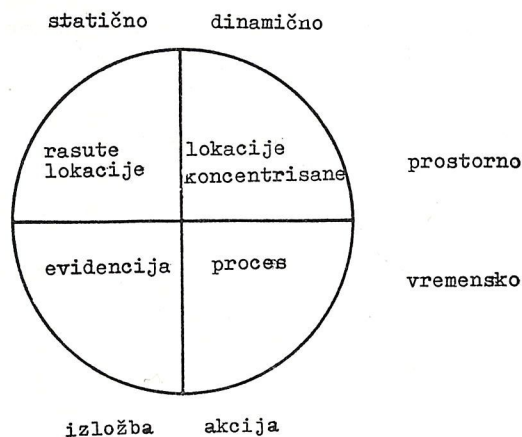 statično dinamično
rasute
lokacije
lokacije
koncentrisane
prostorno
evidencija
proces
vremensko
izložba akcija